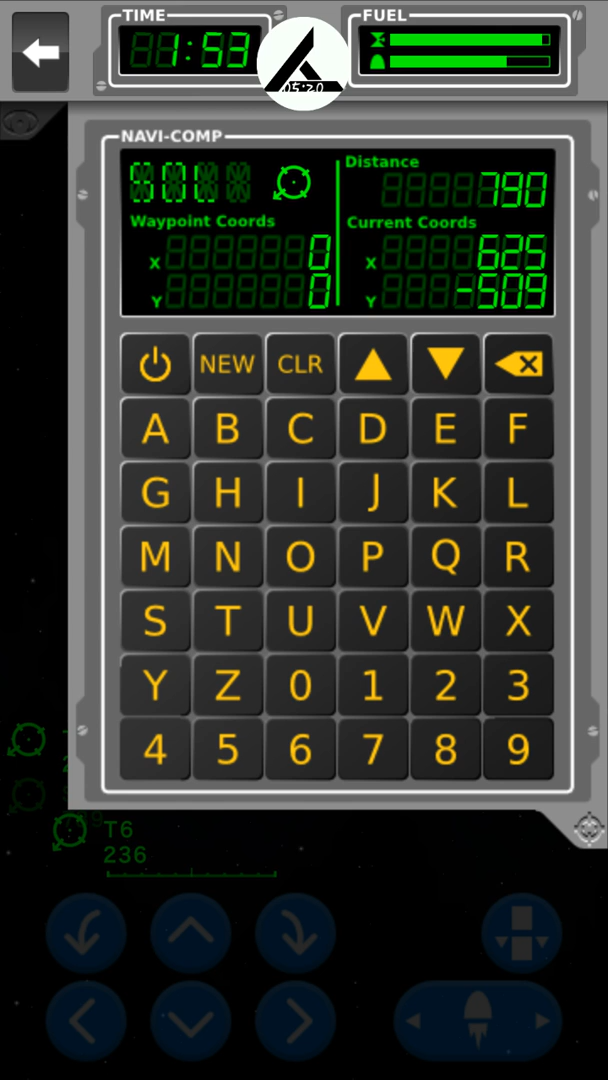 TIME
FUEL
1:53
05:20
NAVI-COMP
SOL
Distance
790
Waypoint Coords
Current Coords
X 0
X 625
Y 0
Y -509
NEW CLR
A B C D E F
G H I J K L
M N O P Q R
S T U V W X
Y Z 0 1 2 3
4 5 6 7 8 9
T6
236